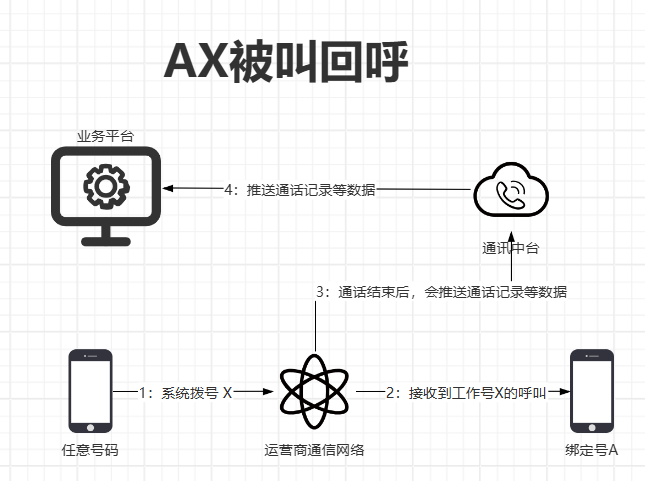 AX被叫回呼
业务平台
4：推送通话记录等数据
通讯中台
3：通话结束后，会推送通话记录等数据
1：系统拨号 X
2：接收到工作号X的呼叫
任意号码
运营商通信网络
绑定号A